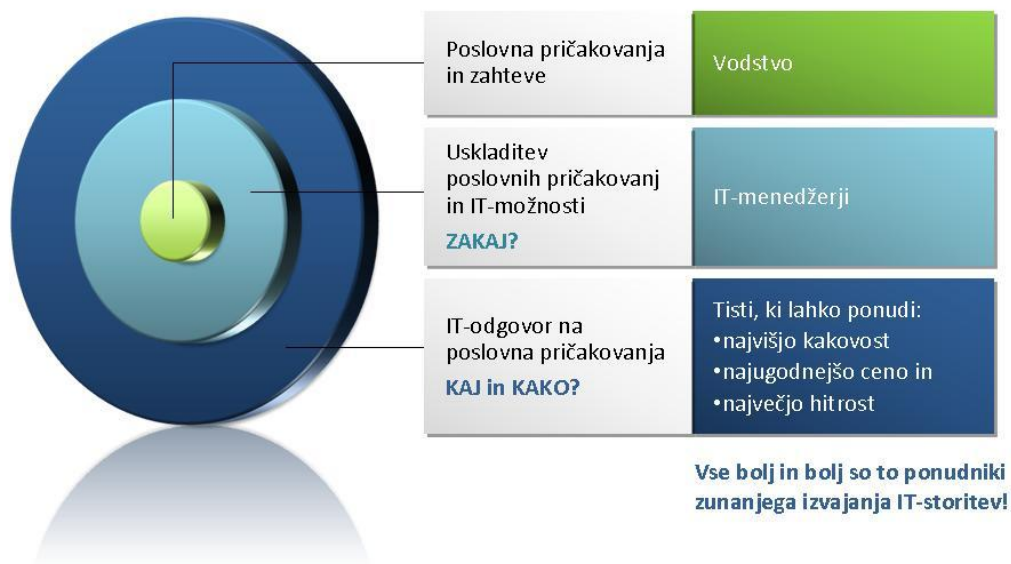 Poslovna pričakovanja
in zahteve
Vodstvo
Uskladitev
poslovnih pričakovanj
in IT-možnosti
ZAKAJ?
IT-menedžerji
IT-odgovor na
poslovna pričakovanja
KAJ in KAKO?
Tisti, ki lahko ponudi:
•najvišjo kakovost
•najugodnejšo ceno in
•največjo hitrost
Vse bolj in bolj so to ponudniki
zunanjega izvajanja IT-storitev!